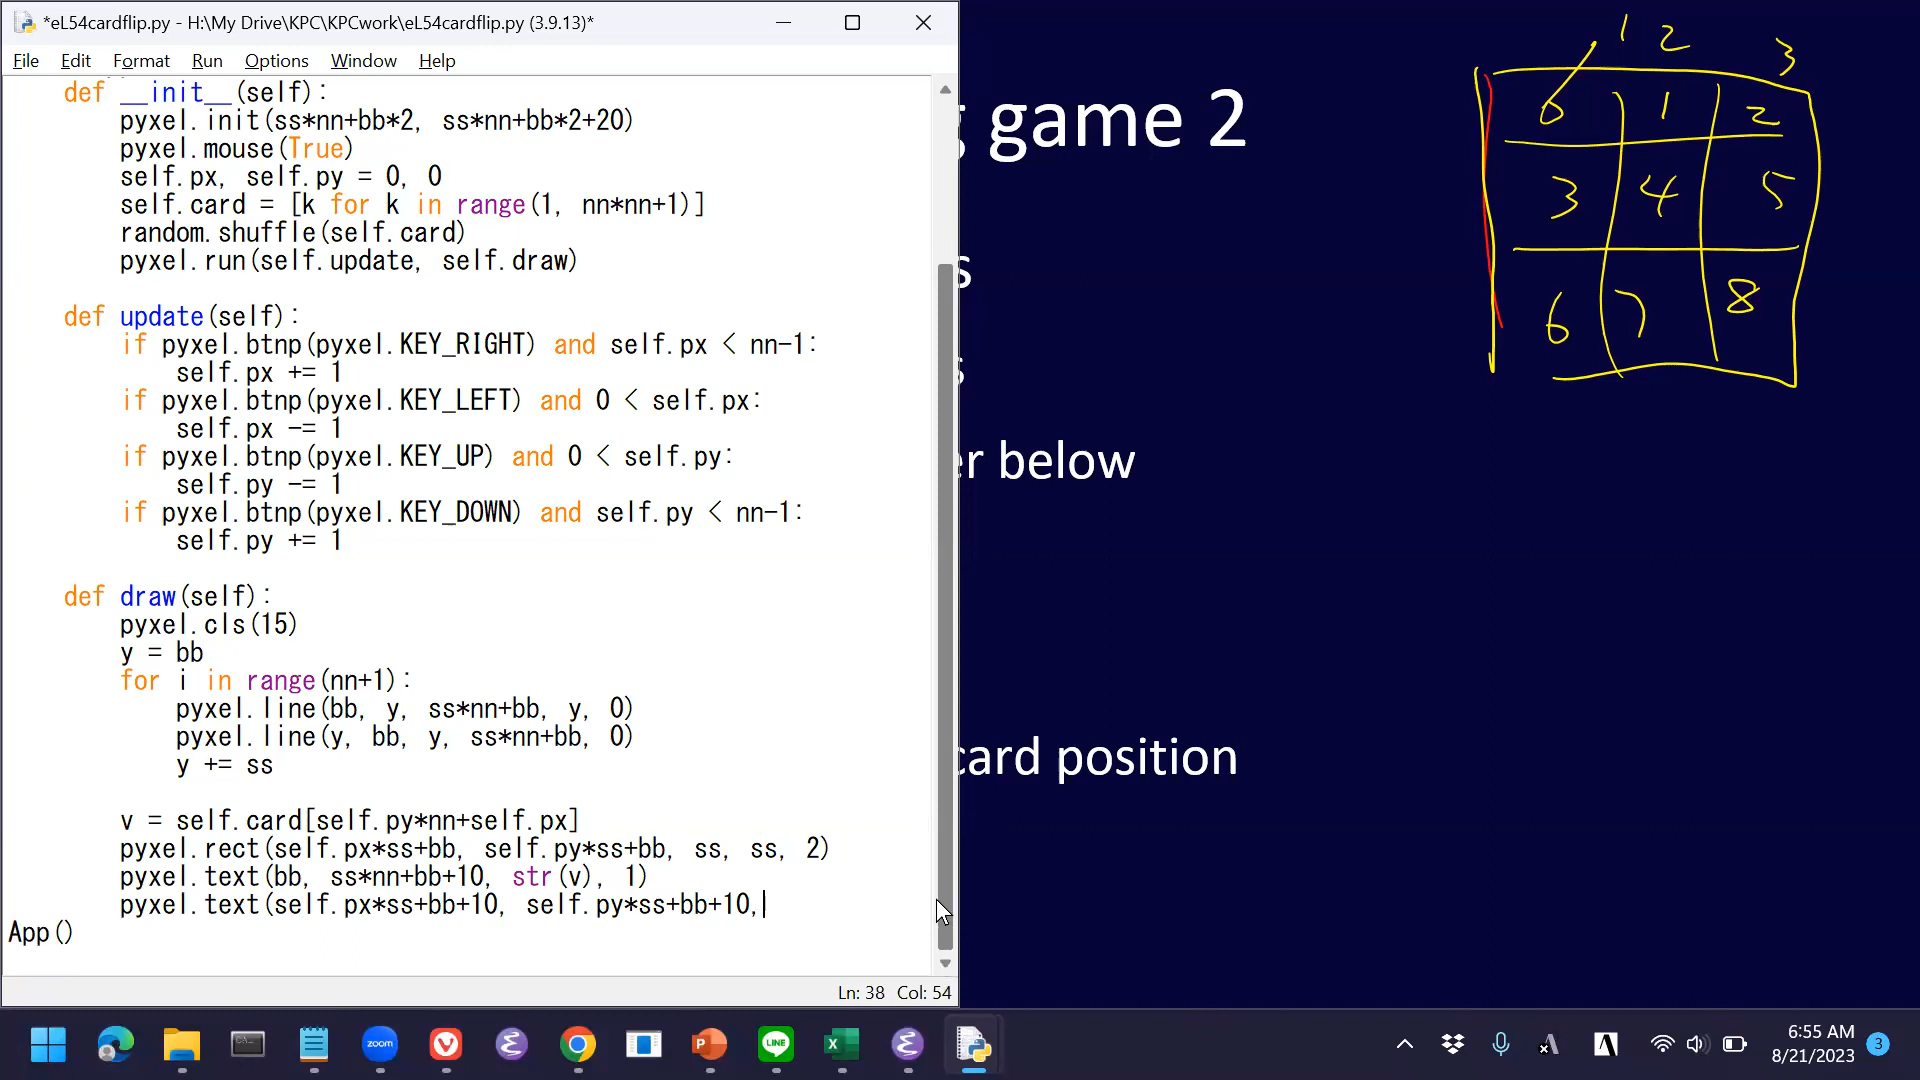 *eL54cardflip.py - H:\My Drive\KPC\KPCwork\eL54cardflip.py (3.9.13)*
File Edit Format Run Options Window Help
def __init__(self):
pyxel.init(ss*nn+bb*2, ss*nn+bb*2+20)
pyxel.mouse(True)
self.px, self.py = 0, 0
self.card = [k for k in range(1, nn*nn+1)]
random.shuffle(self.card)
pyxel.run(self.update, self.draw)
def update(self):
if pyxel.btnp(pyxel.KEY_RIGHT) and self.px < nn-1:
self.px += 1
if pyxel.btnp(pyxel.KEY_LEFT) and 0 < self.px:
self.px -= 1
if pyxel.btnp(pyxel.KEY_UP) and 0 < self.py:
self.py -= 1
if pyxel.btnp(pyxel.KEY_DOWN) and self.py < nn-1:
self.py += 1
def draw(self):
pyxel.cls(15)
y = bb
for i in range(nn+1):
pyxel.line(bb, y, ss*nn+bb, y, 0)
pyxel.line(y, bb, y, ss*nn+bb, 0)
y += ss
v = self.card[self.py*nn+self.px]
pyxel.rect(self.px*ss+bb, self.py*ss+bb, ss, ss, 2)
pyxel.text(bb, ss*nn+bb+10, str(v), 1)
pyxel.text(self.px*ss+bb+10, self.py*ss+bb+10,
App()
Ln: 38 Col: 54
game 2
s
s
er below
card position
1 2 3
0 1 2
3 4 5
6 7 8
zoom
LINE
6:55 AM
8/21/2023
3